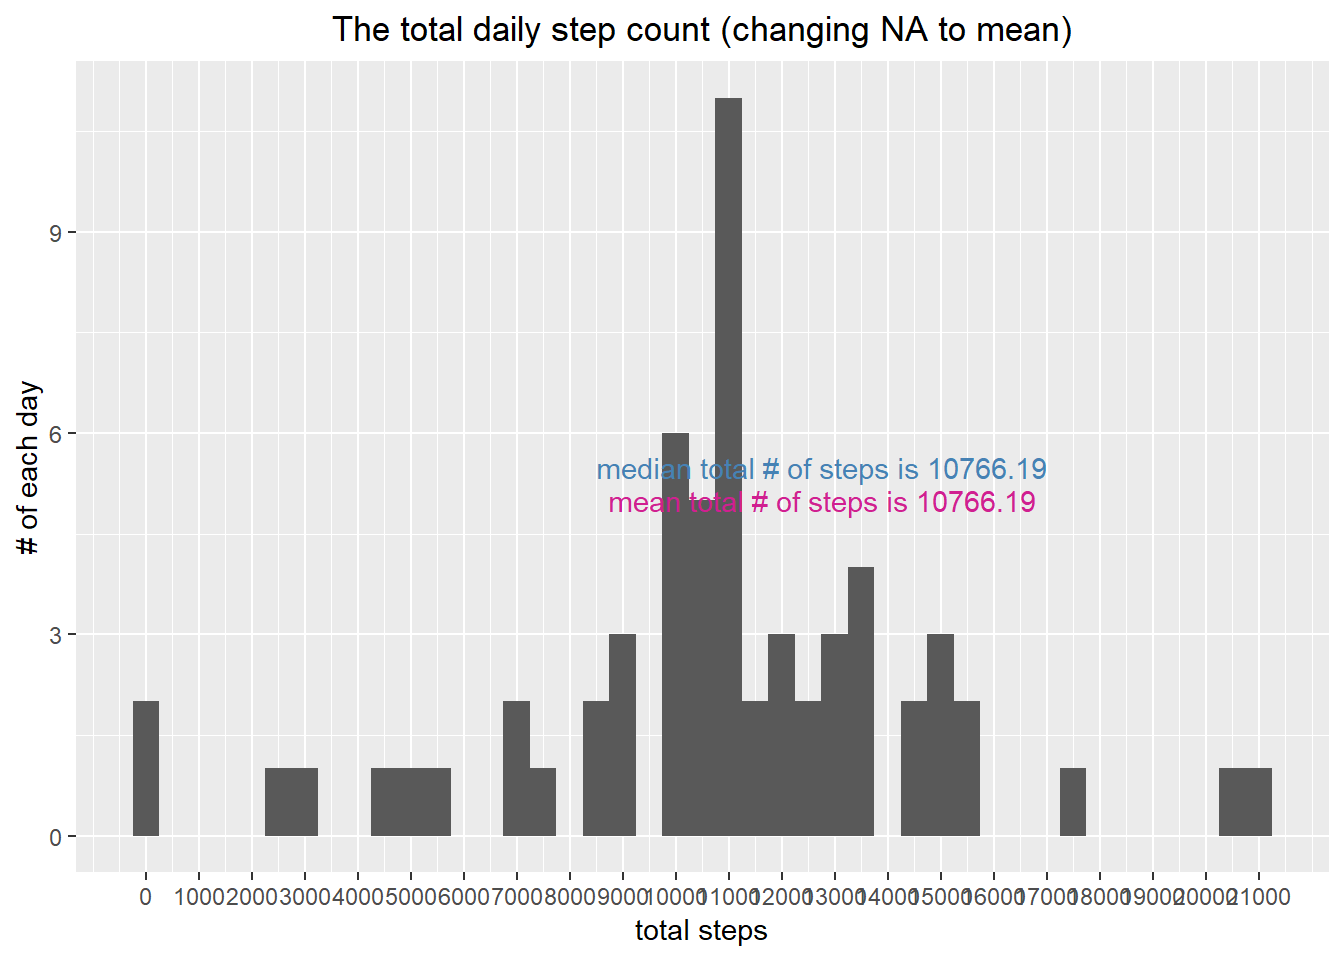 The total daily step count (changing NA to mean)
# of each day
9
6
3
0
median total # of steps is 10766.19
mean total # of steps is 10766.19
0 1000 2000 3000 4000 5000 6000 7000 8000 9000 10000 11000 12000 13000 14000 15000 16000 17000 18000 19000 20000 21000
total steps